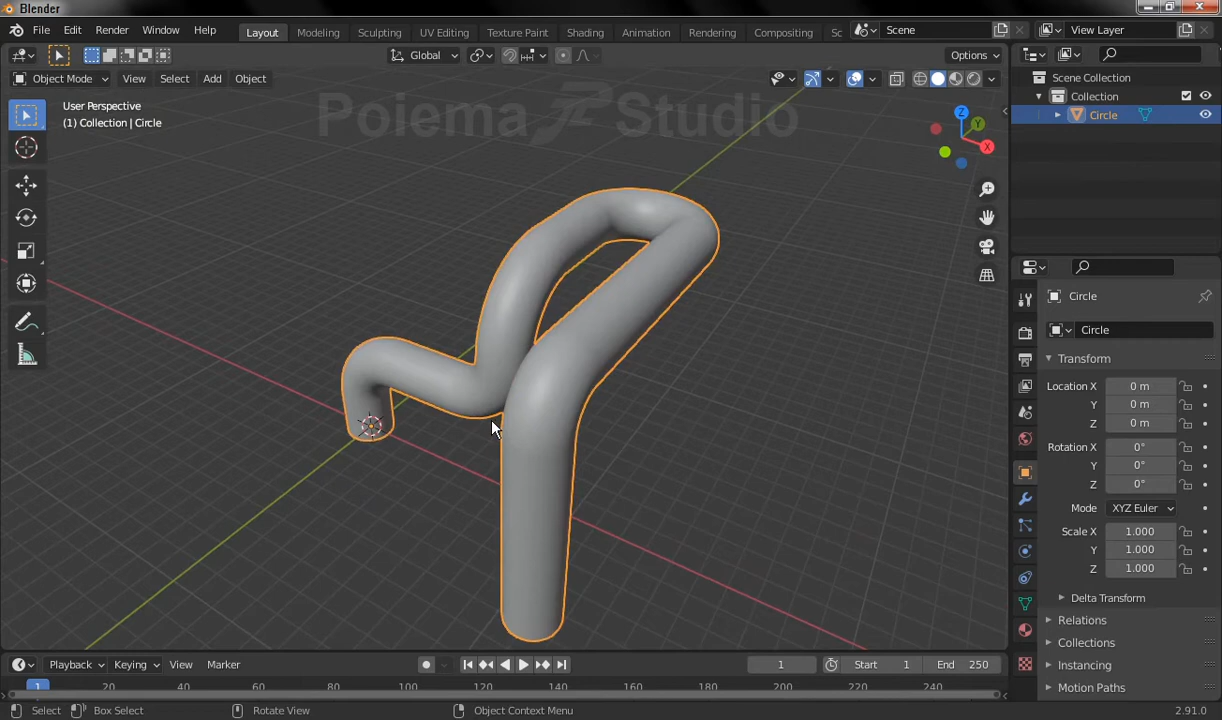 Blender
File Edit Render Window Help
Layout Modeling Sculpting UV Editing Texture Paint Shading Animation Rendering Compositing Sc
Scene
View Layer
Global
Options
Object Mode View Select Add Object
User Perspective
(1) Collection | Circle
Poiema Studio
Z
Y
X
Scene Collection
Collection
Circle
Circle
Circle
Transform
Location X 0 m
Y 0 m
Z 0 m
Rotation X 0°
Y 0°
Z 0°
Mode XYZ Euler
Scale X 1.000
Y 1.000
Z 1.000
Delta Transform
Relations
Collections
Instancing
Motion Paths
Playback Keying View Marker
1
Start 1
End 250
1 20 40 60 80 100 120 140 160 180 200 220 240
Select Box Select Rotate View Object Context Menu
2.91.0